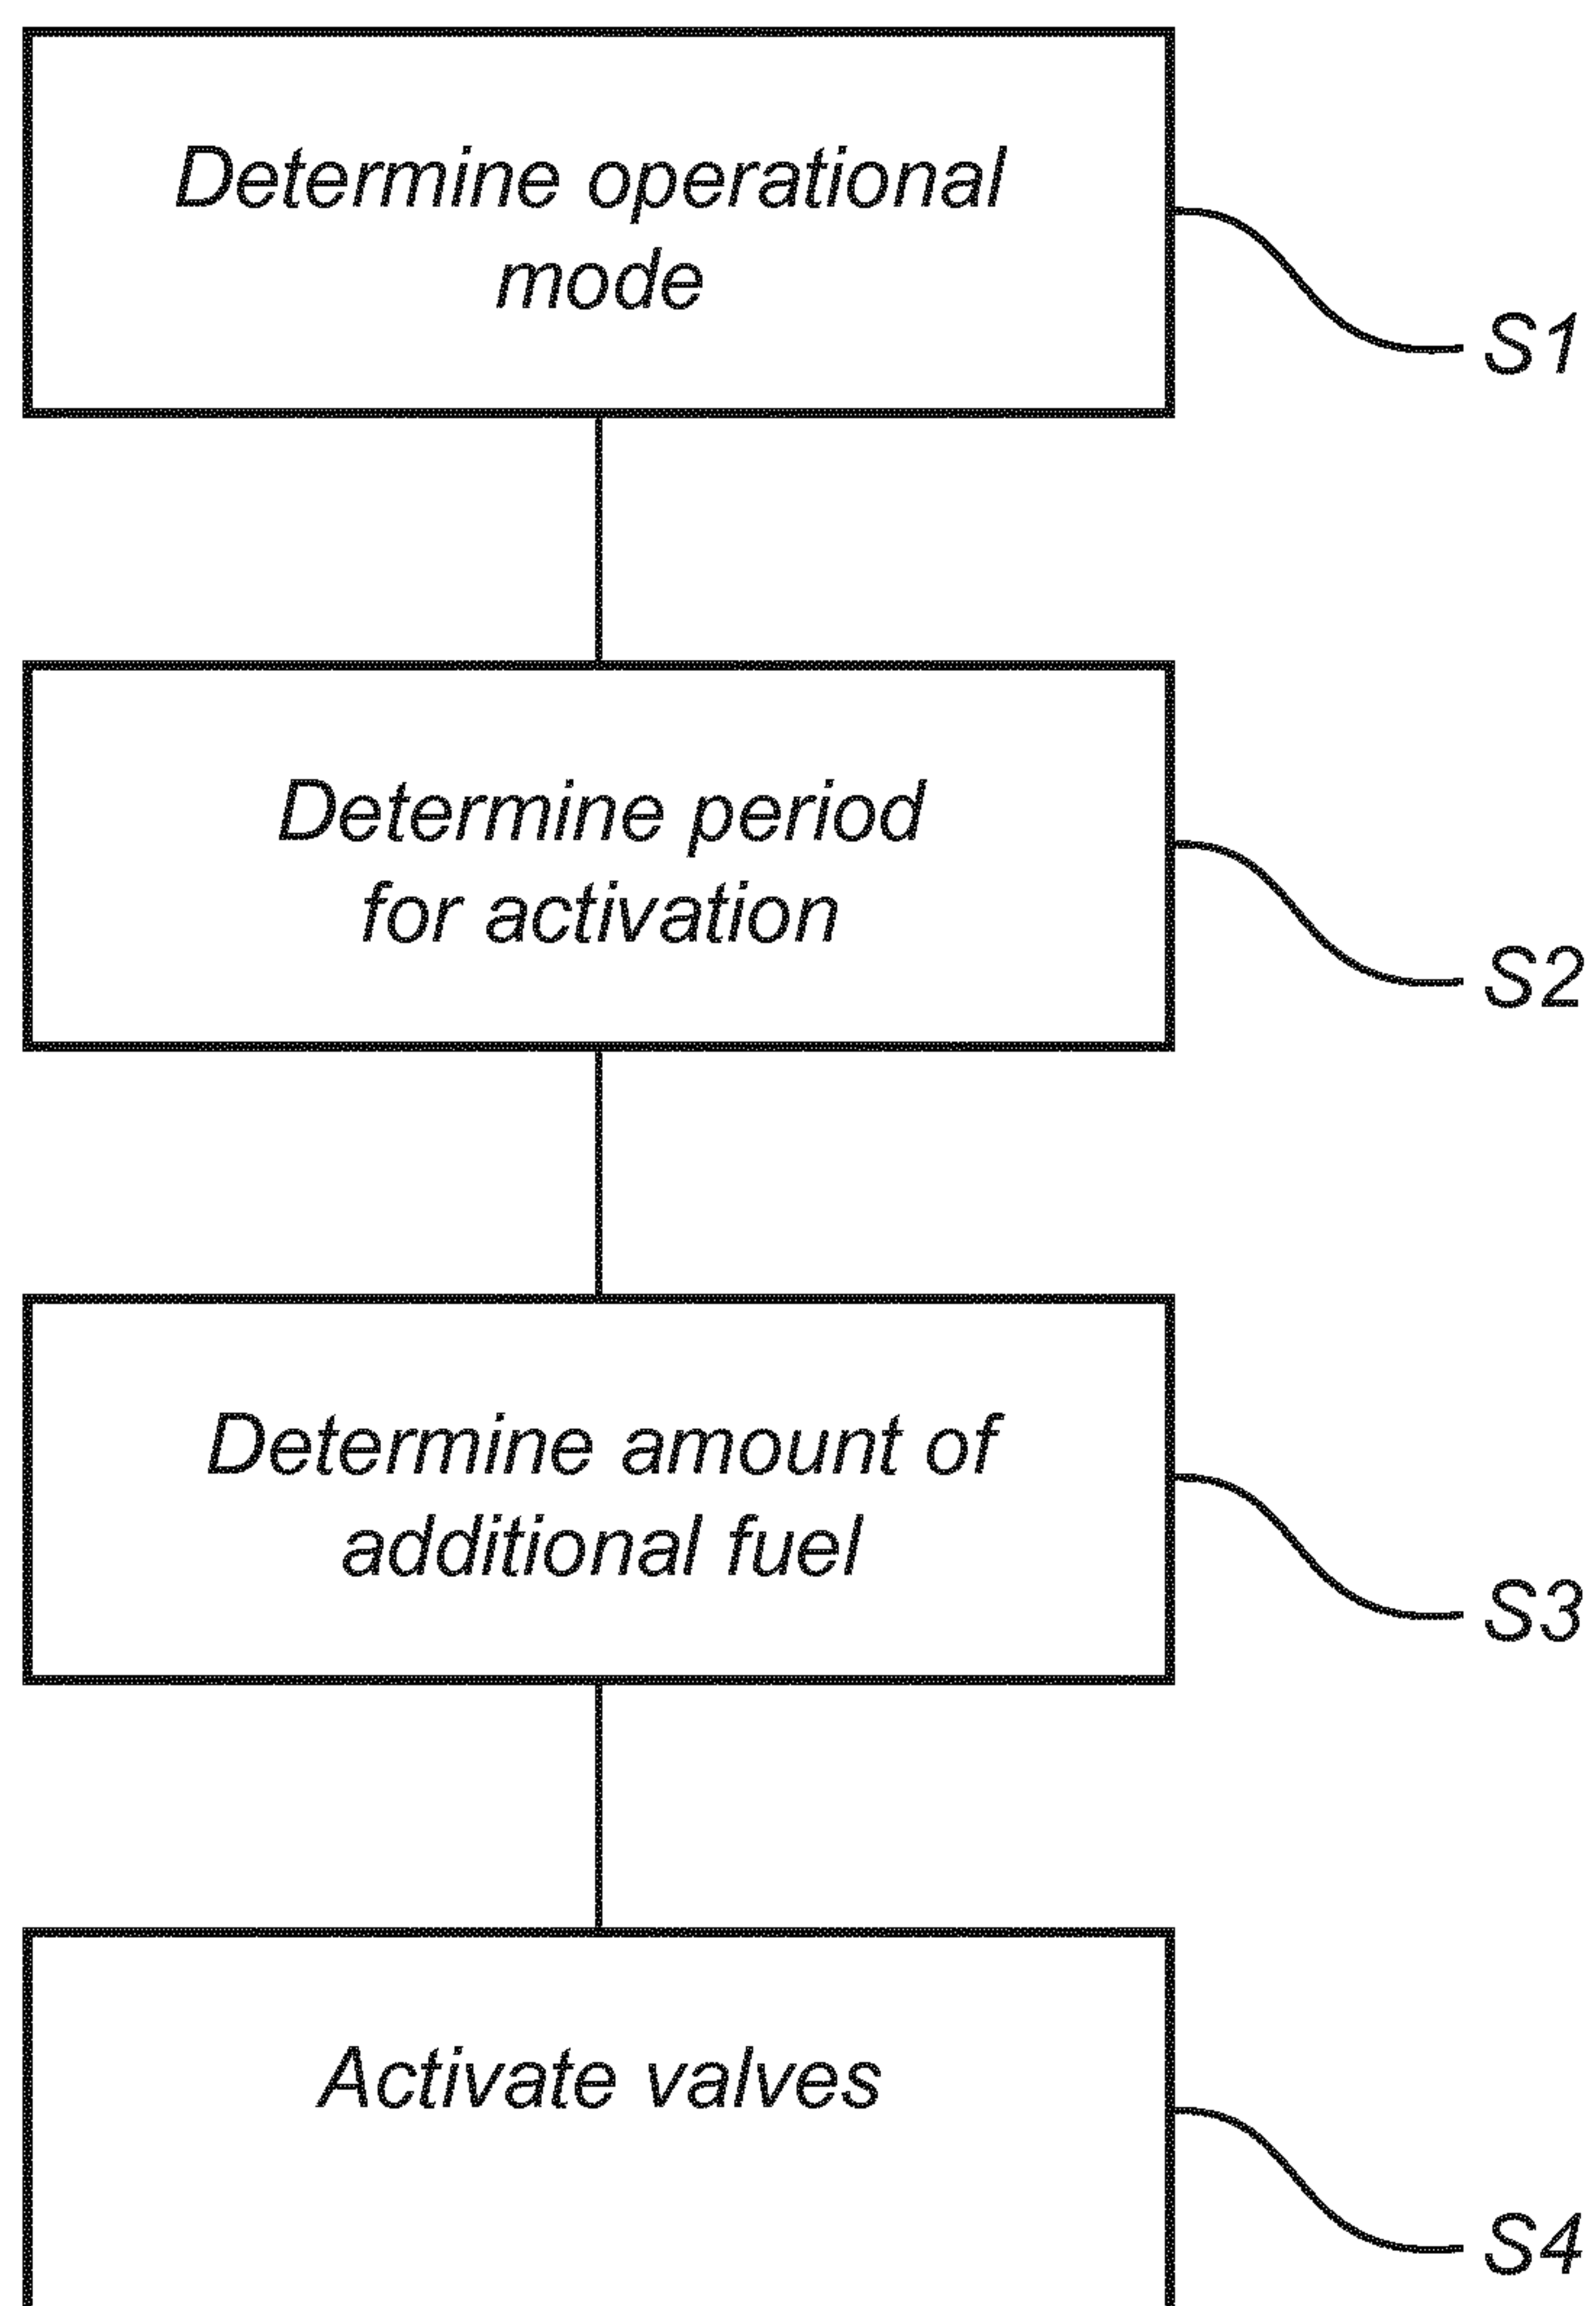 Determine operational
mode
S1
Determine period
for activation
S2
Determine amount of
additional fuel
S3
Activate valves
S4